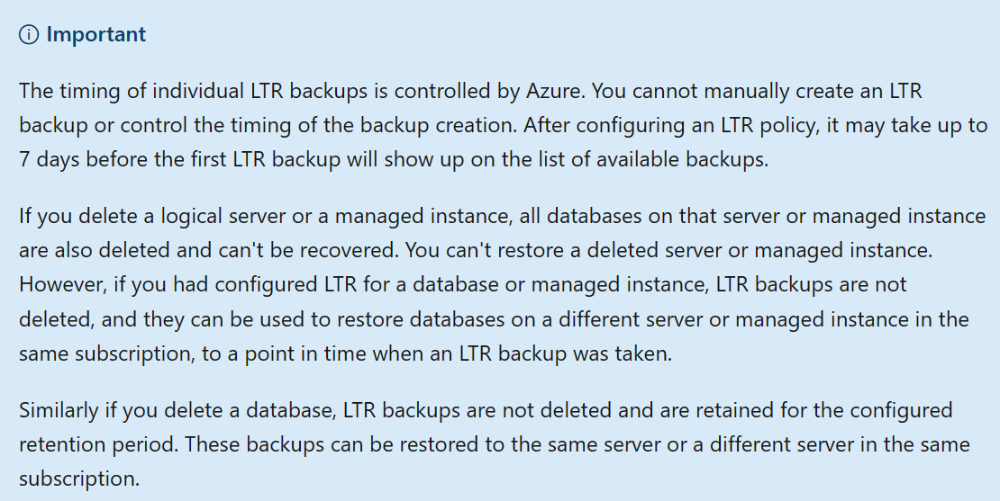 Important
The timing of individual LTR backups is controlled by Azure. You cannot manually create an LTR
backup or control the timing of the backup creation. After configuring an LTR policy, it may take up to
7 days before the first LTR backup will show up on the list of available backups.
If you delete a logical server or a managed instance, all databases on that server or managed instance
are also deleted and can't be recovered. You can't restore a deleted server or managed instance.
However, if you had configured LTR for a database or managed instance, LTR backups are not
deleted, and they can be used to restore databases on a different server or managed instance in the
same subscription, to a point in time when an LTR backup was taken.
Similarly if you delete a database, LTR backups are not deleted and are retained for the configured
retention period. These backups can be restored to the same server or a different server in the same
subscription.